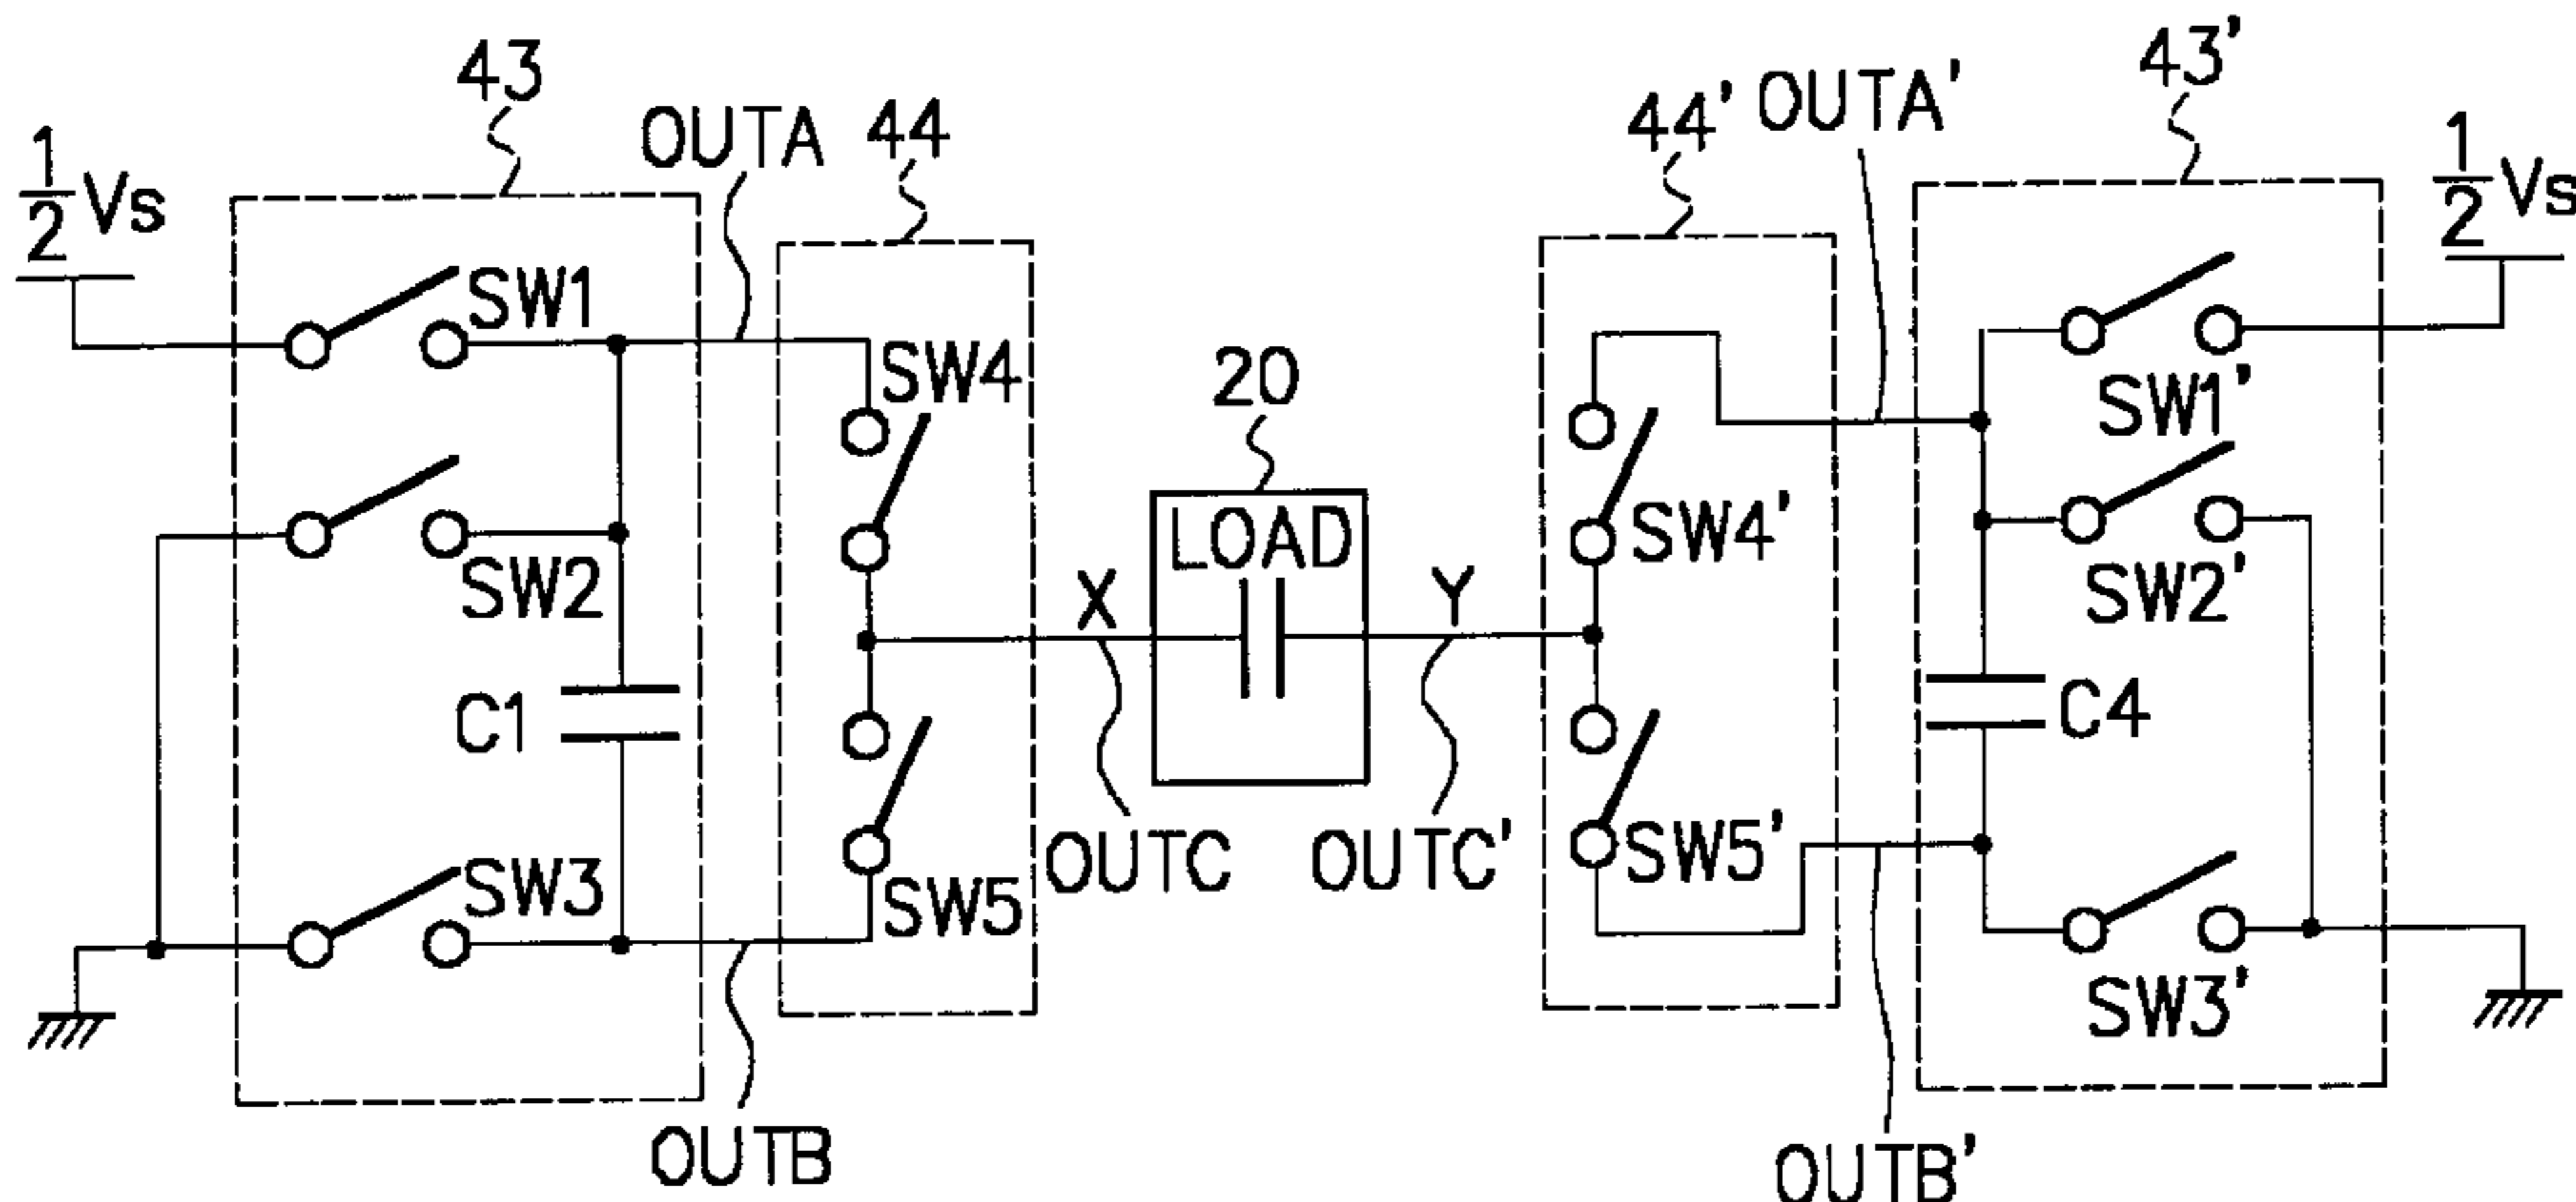 43
OUTA
44
44'
OUTA'
43'
1/2 Vs
1/2 Vs
SW1
SW4
SW1'
20
LOAD
SW2
SW4'
SW2'
X
Y
C1
C4
SW3
SW5
OUTC
OUTC'
SW5'
SW3'
OUTB
OUTB'